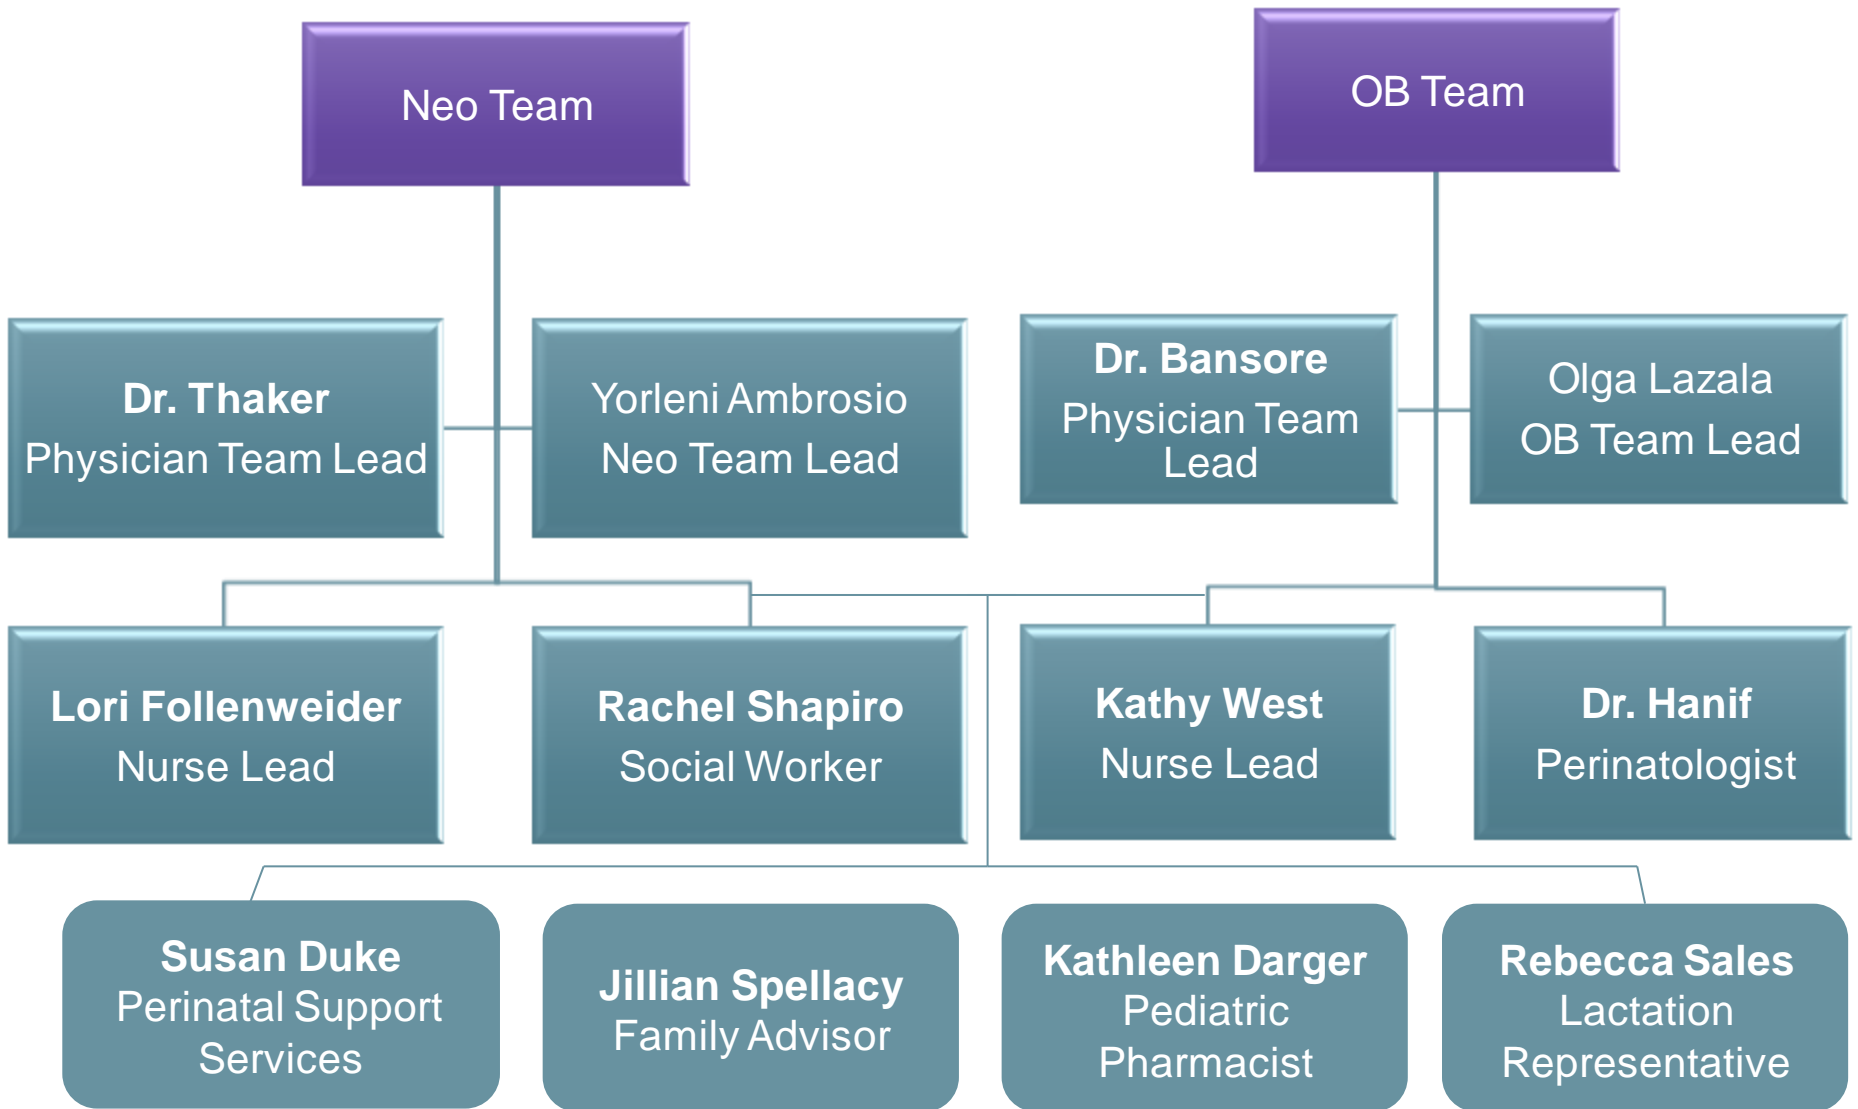 Neo Team
OB Team
Dr. Thaker
Physician Team Lead
Yorleni Ambrosio
Neo Team Lead
Dr. Bansore
Physician Team
Lead
Olga Lazala
OB Team Lead
Lori Follenweider
Nurse Lead
Rachel Shapiro
Social Worker
Kathy West
Nurse Lead
Dr. Hanif
Perinatologist
Susan Duke
Perinatal Support
Services
Jillian Spellacy
Family Advisor
Kathleen Darger
Pediatric
Pharmacist
Rebecca Sales
Lactation
Representative